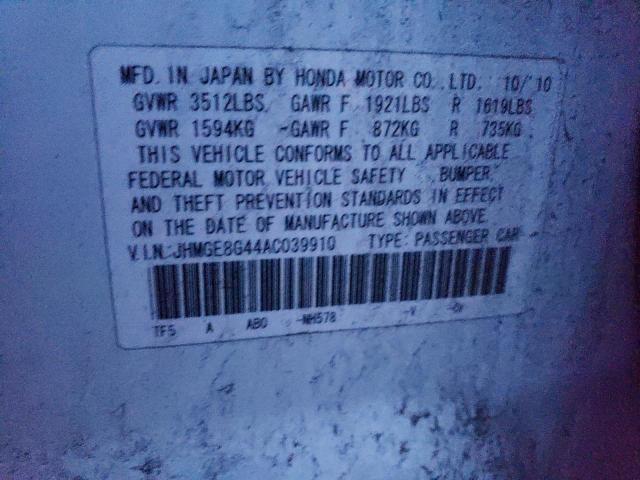 MFD. IN JAPAN BY HONDA MOTOR CO., LTD. 10/'10
GVWR 3512LBS GAWR F 1921LBS R 1619LBS
GVWR 1594KG -GAWR F 872KG R 735KG
THIS VEHICLE CONFORMS TO ALL APPLICABLE
FEDERAL MOTOR VEHICLE SAFETY, BUMPER,
AND THEFT PREVENTION STANDARDS IN EFFECT
ON THE DATE OF MANUFACTURE SHOWN ABOVE.
V.I.N.:JHMGE8G44AC039910 TYPE: PASSENGER CAR
TF5 A ABO -NH578 -V